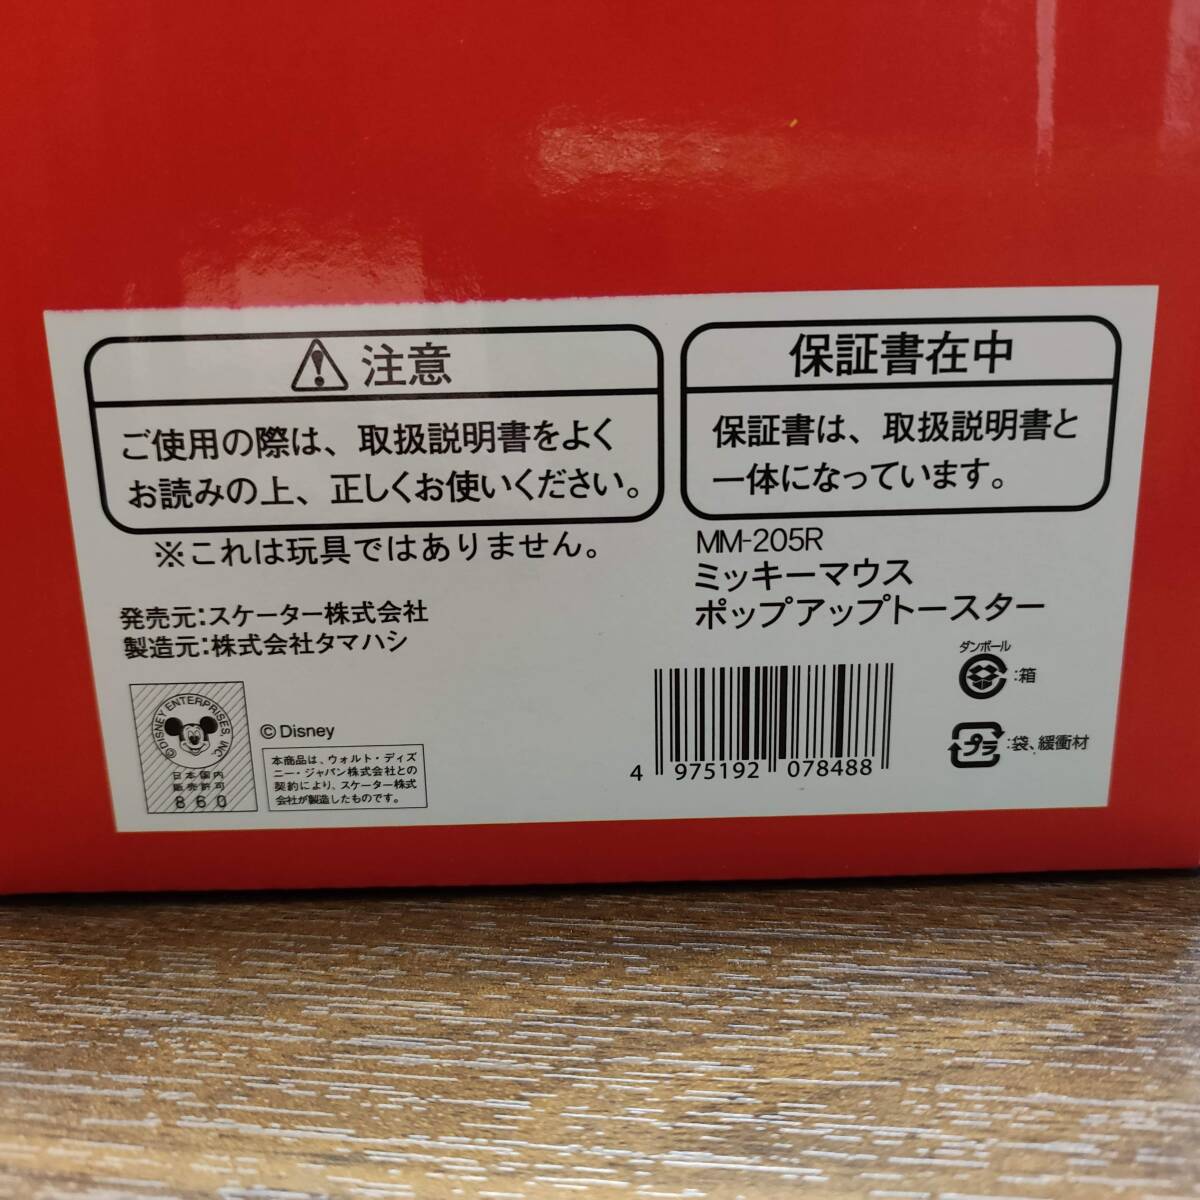 注意
ご使用の際は、取扱説明書をよく
お読みの上、正しくお使いください。
※これは玩具ではありません。
発売元:スケーター株式会社
製造元:株式会社タマハシ
© DISNEY ENTERPRISES, INC.
日本国内
販売許可
860
© Disney
本商品は、ウォルト・ディズ
ニー・ジャパン株式会社との
契約により、スケーター株式
会社が製造したものです。
保証書在中
保証書は、取扱説明書と
一体になっています。
MM-205R
ミッキーマウス
ポップアップトースター
4 975192 078488
ダンボール
:箱
プラ
:袋、緩衝材